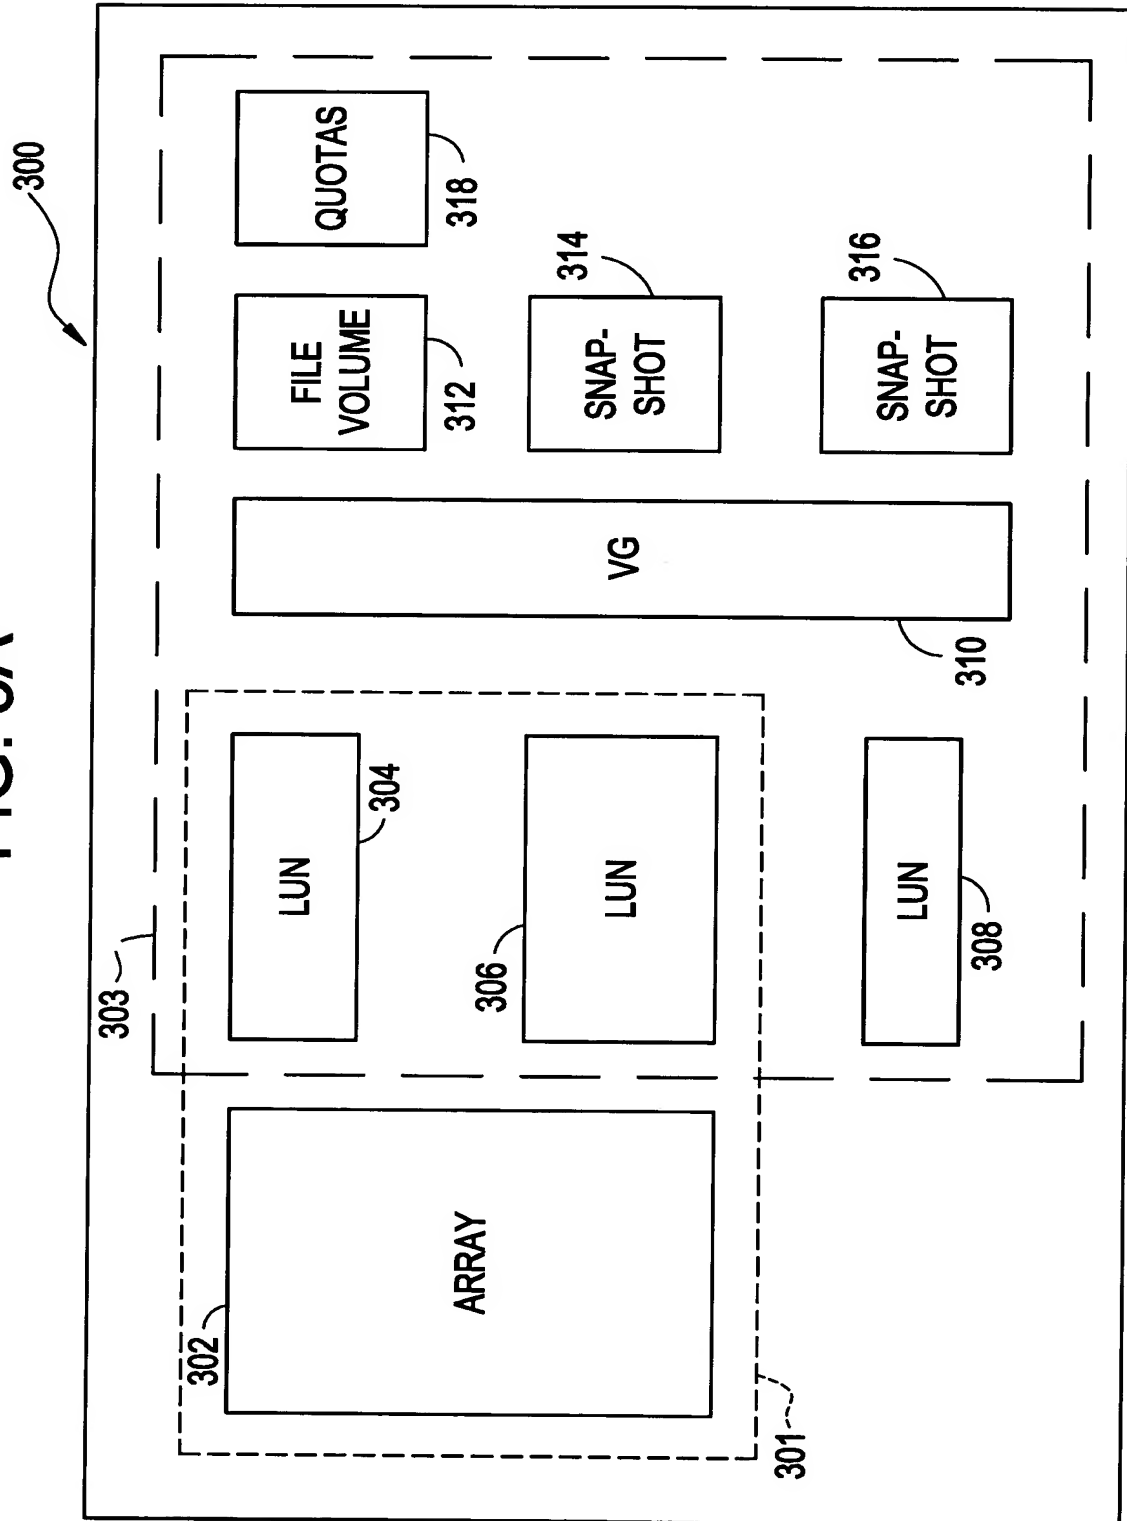 FIG.
300
303
302
LUN
304
FILE
VOLUME
312
QUOTAS
318
ARRAY
306
LUN
VG
SNAP-
SHOT
314
301
LUN
308
310
SNAP-
SHOT
316